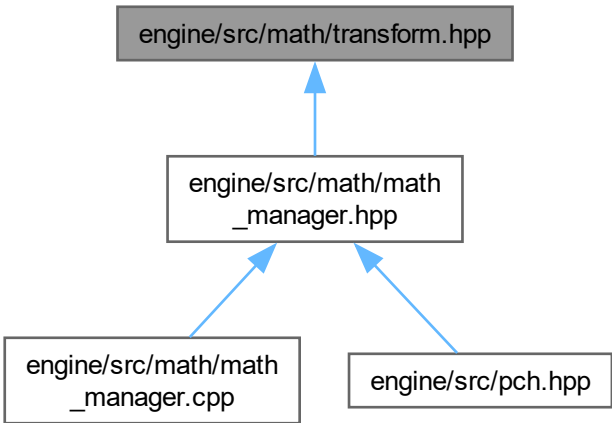 engine/src/math/transform.hpp
engine/src/math/math
_manager.hpp
engine/src/math/math
_manager.cpp
engine/src/pch.hpp